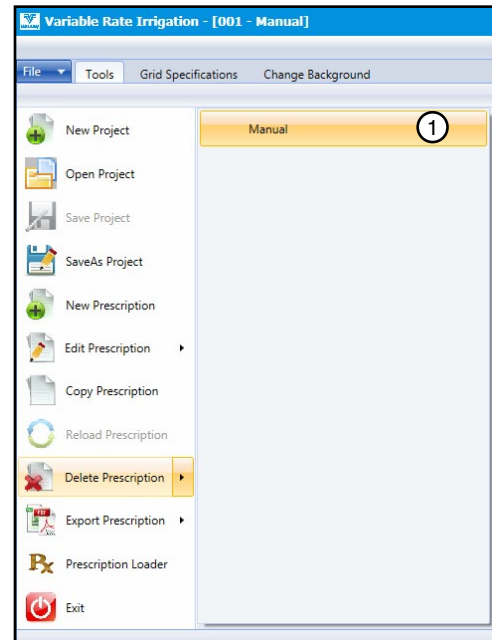 Variable Rate Irrigation - [001 - Manual]
File Tools Grid Specifications Change Background
New Project
Manual 1
Open Project
Save Project
SaveAs Project
New Prescription
Edit Prescription
Copy Prescription
Reload Prescription
Delete Prescription
Export Prescription
Rx Prescription Loader
Exit